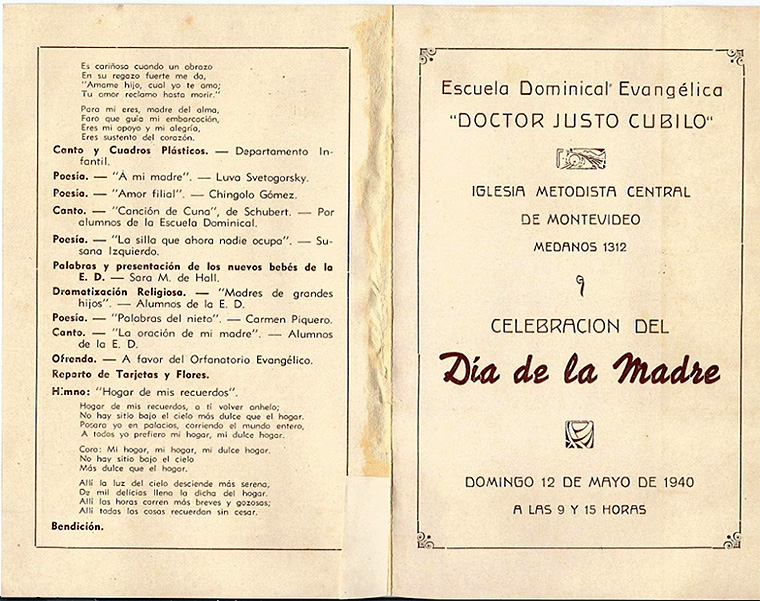 Es cariñosa cuando un abrazo
En su regazo fuerte me da,
"Amame hijo, cual yo te amo;
Tu amor reclamo hasta morir."
Para mi eres, madre del alma,
Faro que guía mi embarcación,
Eres mi apoyo y mi alegría,
Eres sustento del corazón.
Canto y Cuadros Plásticos. — Departamento In-
fantil.
Poesía. — "A mi madre". — Luva Svetogorsky.
Poesía. — "Amor filial". — Chingolo Gómez.
Canto. — "Canción de Cuna", de Schubert. — Por
alumnos de la Escuela Dominical.
Poesía. — "La silla que ahora nadie ocupa". — Su-
sana Izquierdo.
Palabras y presentación de los nuevos bebés de la
E. D. — Sara M. de Hall.
Dramatización Religiosa. — "Madres de grandes
hijos". — Alumnos de la E. D.
Poesía. — "Palabras del nieto". — Carmen Piquero.
Canto. — "La oración de mi madre". — Alumnos
de la E. D.
Ofrenda. — A favor del Orfanatorio Evangélico.
Reparto de Tarjetas y Flores.
Himno: "Hogar de mis recuerdos".
Hogar de mis recuerdos, a ti volver anhelo;
No hay sitio bajo el cielo más dulce que el hogar.
Posara yo en palacios, corriendo el mundo entero,
A todos yo prefiero mi hogar, mi dulce hogar.
Coro: Mi hogar, mi hogar, mi dulce hogar.
No hay sitio bajo el cielo
Más dulce que el hogar.
Allí la luz del cielo desciende más serena,
De mil delicias llena la dicha del hogar.
Allí las horas corren más breves y gozosas;
Allí todas las cosas recuerdan sin cesar.
Bendición.
Escuela Dominical Evangélica
"DOCTOR JUSTO CUBILO"
IGLESIA METODISTA CENTRAL
DE MONTEVIDEO
MEDANOS 1312
CELEBRACION DEL
Día de la Madre
DOMINGO 12 DE MAYO DE 1940
A LAS 9 Y 15 HORAS